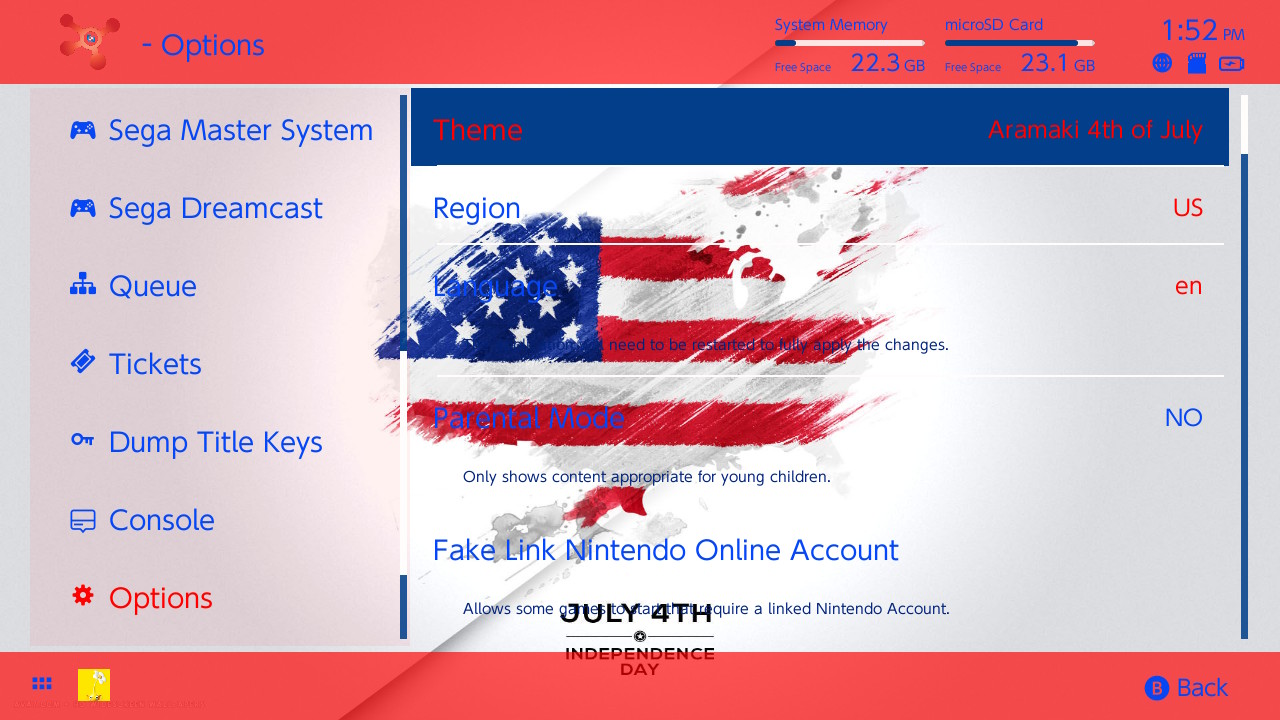 - Options
System Memory
Free Space 22.3 GB
microSD Card
Free Space 23.1 GB
1:52 PM
Sega Master System
Sega Dreamcast
Queue
Tickets
Dump Title Keys
Console
Options
Theme Aramaki 4th of July
Region US
Language en
need to be restarted to fully apply the changes.
Parental Mode NO
Only shows content appropriate for young children.
Fake Link Nintendo Online Account
Allows some games to start that require a linked Nintendo Account.
JULY 4TH
INDEPENDENCE
DAY
B Back